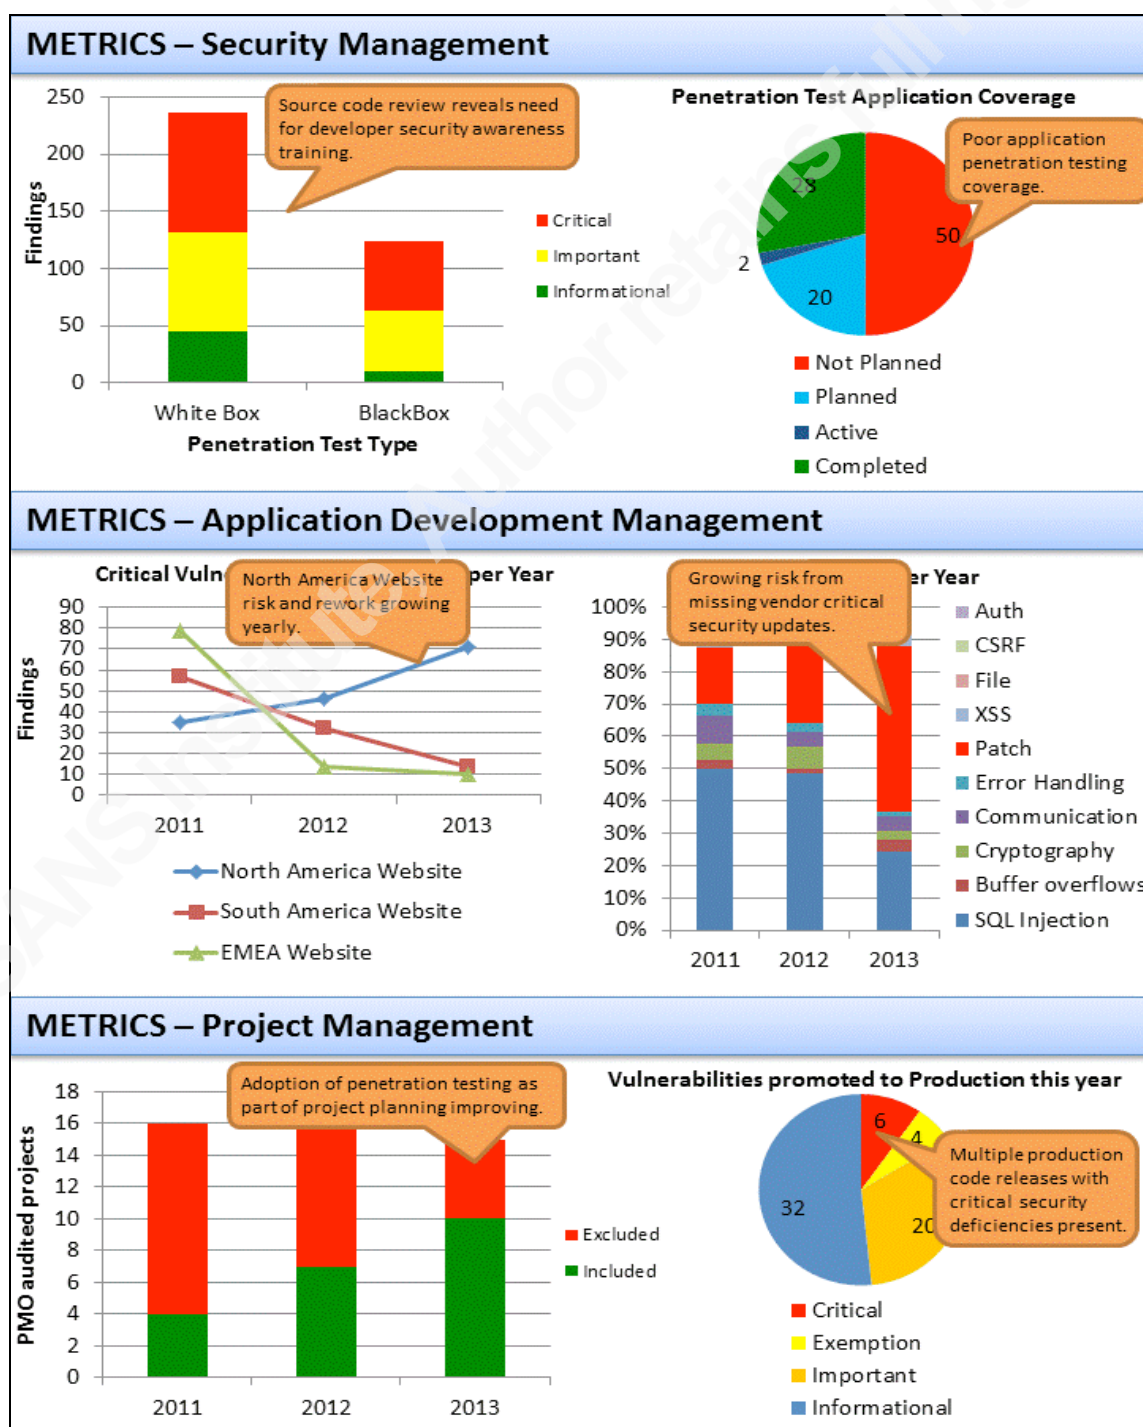 METRICS – Security Management
250
200
150
100
50
0
Findings
Source code review reveals need
for developer security awareness
training.
White Box
BlackBox
Penetration Test Type
Critical
Important
Informational
Penetration Test Application Coverage
Poor application
penetration testing
coverage.
28
50
2
20
Not Planned
Planned
Active
Completed
METRICS – Application Development Management
Critical
per Year
North America Website
risk and rework growing
yearly.
90
80
70
60
50
40
30
20
10
0
Findings
2011
2012
2013
North America Website
South America Website
EMEA Website
Year
Growing risk from
missing vendor critical
security updates.
100%
90%
80%
70%
60%
50%
40%
30%
20%
10%
0%
2011
2012
2013
Auth
CSRF
File
XSS
Patch
Error Handling
Communication
Cryptography
Buffer overflows
SQL Injection
METRICS – Project Management
Adoption of penetration testing as
part of project planning improving.
18
16
14
12
10
8
6
4
2
0
PMO audited projects
2011
2012
2013
Excluded
Included
Vulnerabilities promoted to Production this year
6
4
20
32
Multiple production
code releases with
critical security
deficiencies present.
Critical
Exemption
Important
Informational
SANS Institute, Author retains full